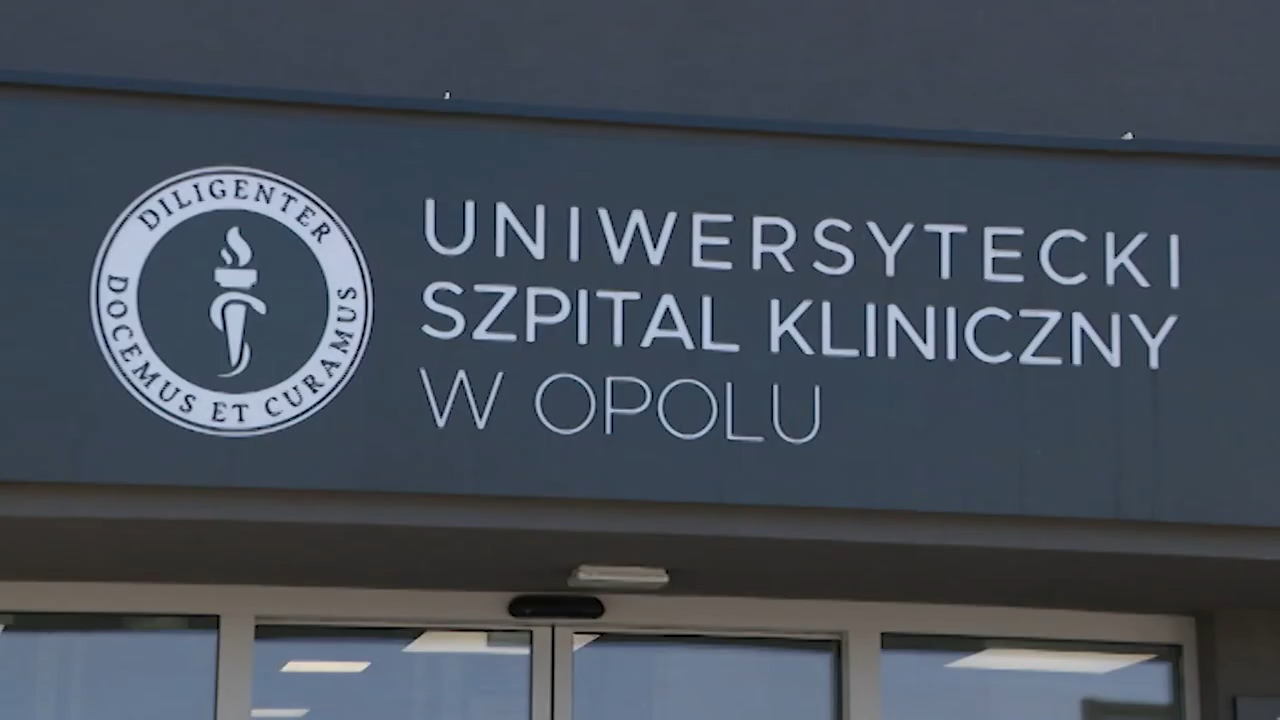 DILIGENTER
DOCEMUS ET CURAMUS
UNIWERSYTECKI
SZPITAL KLINICZNY
W OPOLU